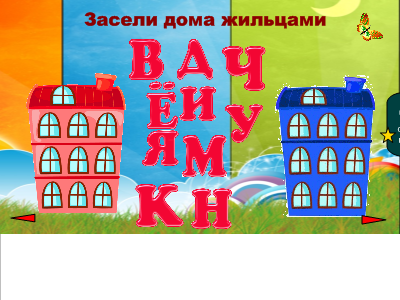 Засели дома жильцами
В Д Ч
Ё И У
Я М
К Н